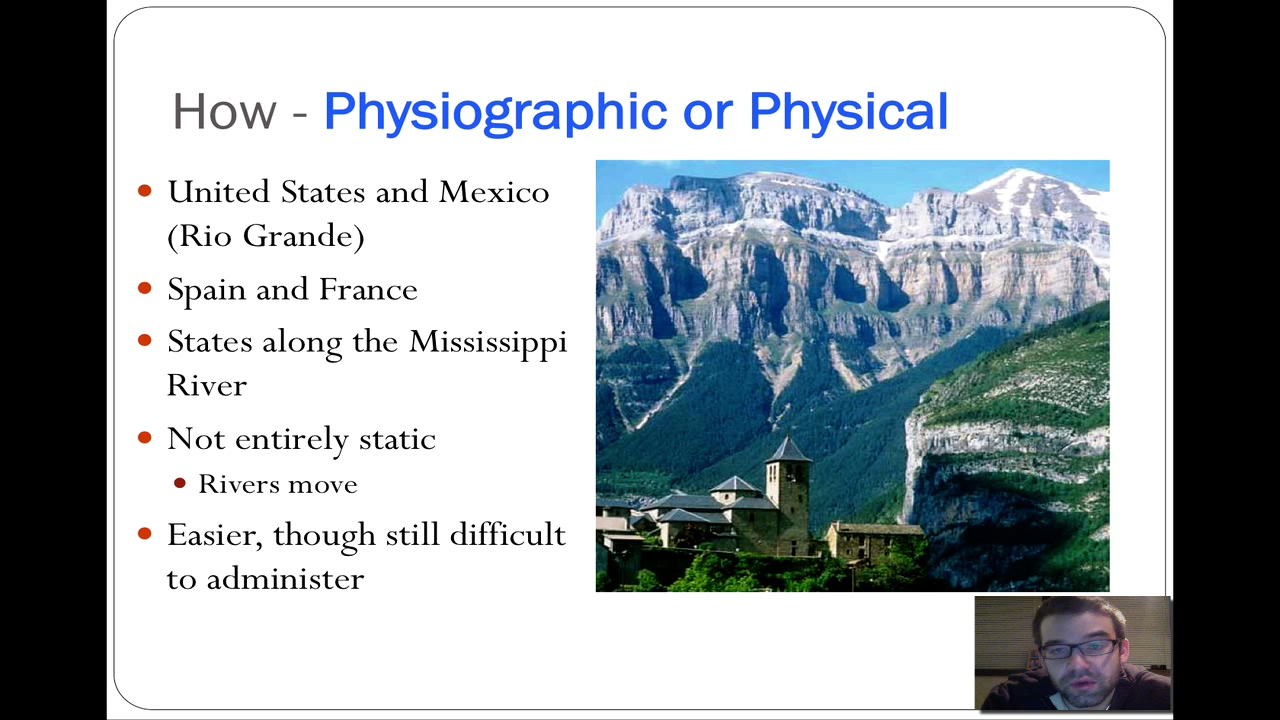 How - Physiographic or Physical
United States and Mexico
(Rio Grande)
Spain and France
States along the Mississippi
River
Not entirely static
Rivers move
Easier, though still difficult
to administer